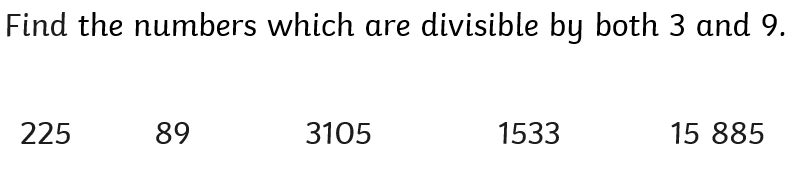 Find the numbers which are divisible by both 3 and 9.
225 89 3105 1533 15 885